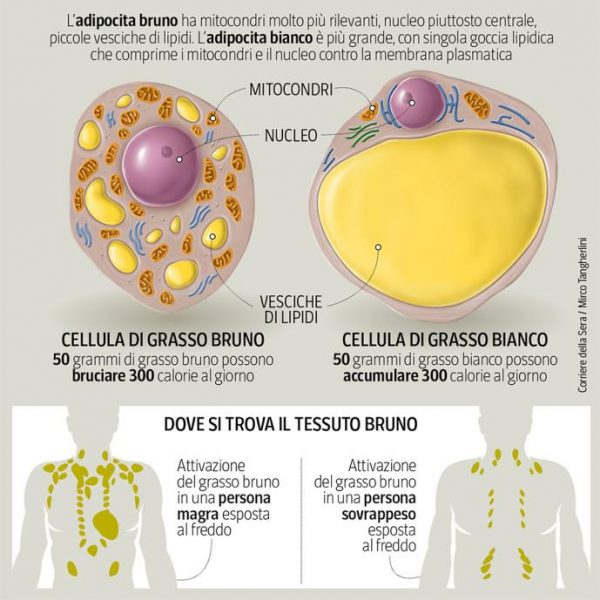 L'adipocita bruno ha mitocondri molto più rilevanti, nucleo piuttosto centrale,
piccole vesciche di lipidi. L'adipocita bianco è più grande, con singola goccia lipidica
che comprime i mitocondri e il nucleo contro la membrana plasmatica
MITOCONDRI
NUCLEO
VESCICHE
DI LIPIDI
CELLULA DI GRASSO BRUNO
50 grammi di grasso bruno possono
bruciare 300 calorie al giorno
CELLULA DI GRASSO BIANCO
50 grammi di grasso bianco possono
accumulare 300 calorie al giorno
Corriere della Sera / Mirco Tangherlini
DOVE SI TROVA IL TESSUTO BRUNO
Attivazione
del grasso bruno
in una persona
magra esposta
al freddo
Attivazione
del grasso bruno
in una persona
sovrappeso
esposta
al freddo